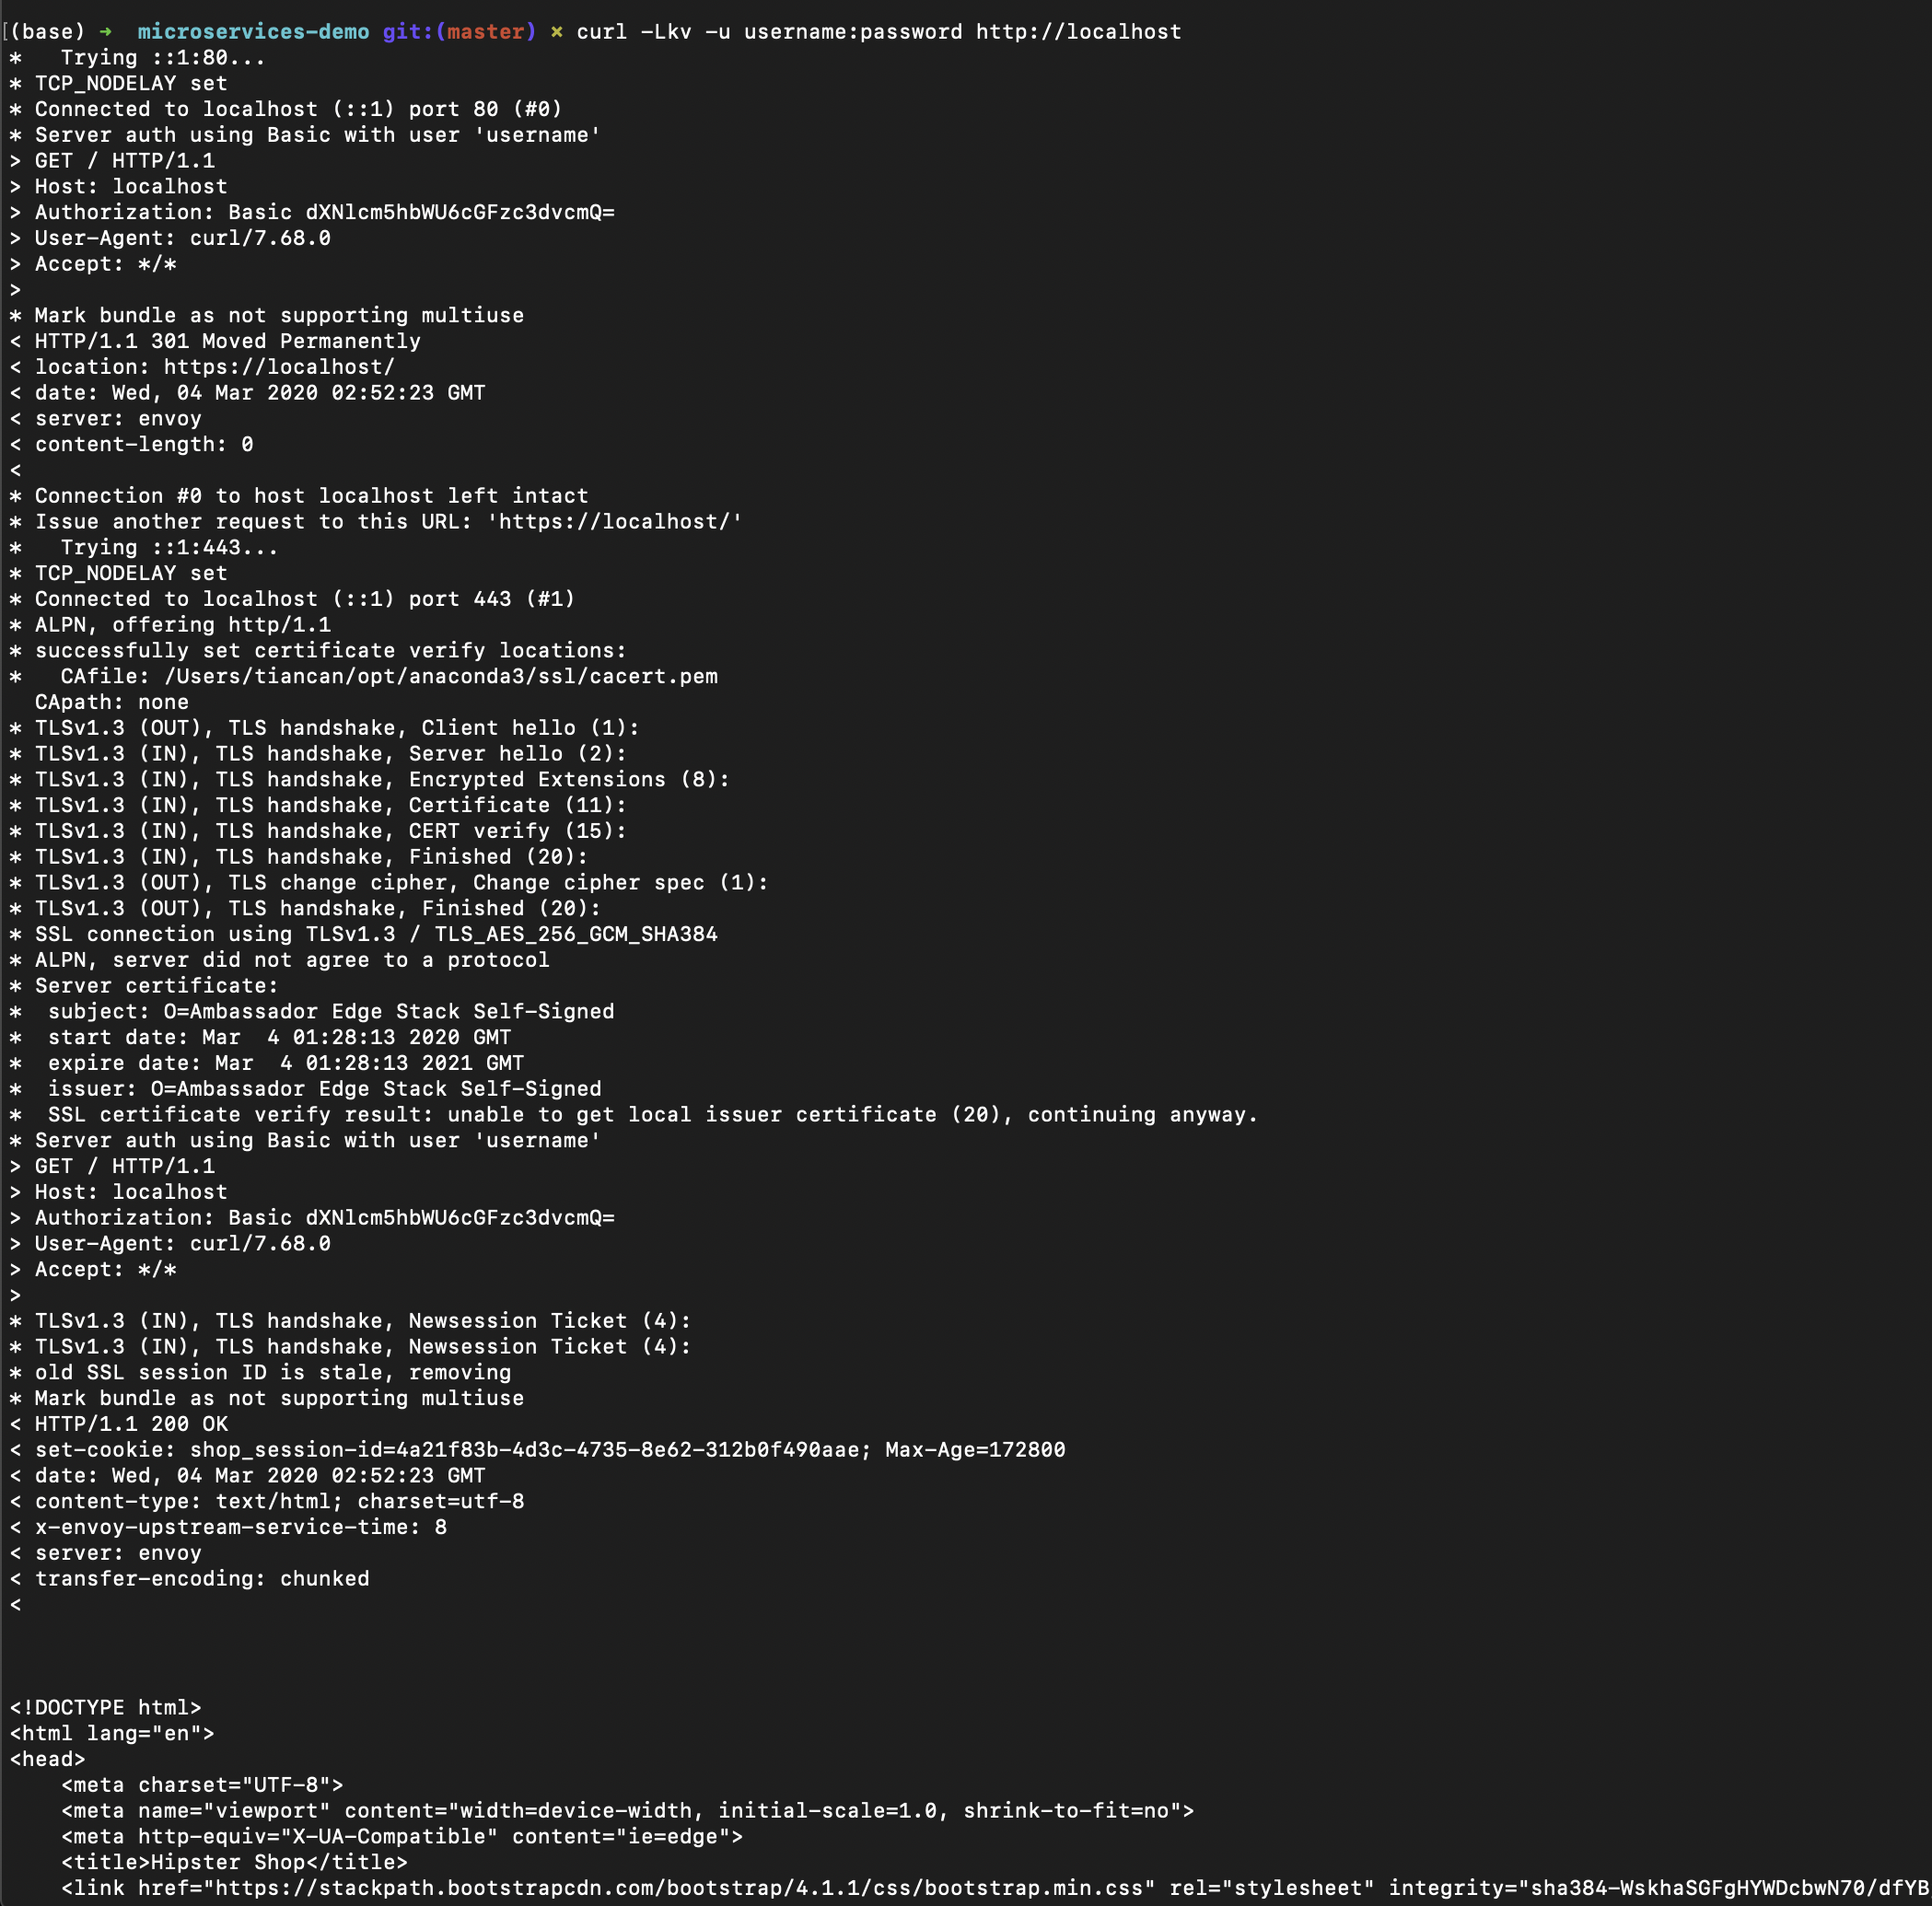 [(base) ➜  microservices-demo git:(master) ✗ curl -Lkv -u username:password http://localhost
*   Trying ::1:80...
* TCP_NODELAY set
* Connected to localhost (::1) port 80 (#0)
* Server auth using Basic with user 'username'
> GET / HTTP/1.1
> Host: localhost
> Authorization: Basic dXNlcm5hbWU6cGFzc3dvcmQ=
> User-Agent: curl/7.68.0
> Accept: */*
>
* Mark bundle as not supporting multiuse
< HTTP/1.1 301 Moved Permanently
< location: https://localhost/
< date: Wed, 04 Mar 2020 02:52:23 GMT
< server: envoy
< content-length: 0
<
* Connection #0 to host localhost left intact
* Issue another request to this URL: 'https://localhost/'
*   Trying ::1:443...
* TCP_NODELAY set
* Connected to localhost (::1) port 443 (#1)
* ALPN, offering http/1.1
* successfully set certificate verify locations:
*   CAfile: /Users/tiancan/opt/anaconda3/ssl/cacert.pem
  CApath: none
* TLSv1.3 (OUT), TLS handshake, Client hello (1):
* TLSv1.3 (IN), TLS handshake, Server hello (2):
* TLSv1.3 (IN), TLS handshake, Encrypted Extensions (8):
* TLSv1.3 (IN), TLS handshake, Certificate (11):
* TLSv1.3 (IN), TLS handshake, CERT verify (15):
* TLSv1.3 (IN), TLS handshake, Finished (20):
* TLSv1.3 (OUT), TLS change cipher, Change cipher spec (1):
* TLSv1.3 (OUT), TLS handshake, Finished (20):
* SSL connection using TLSv1.3 / TLS_AES_256_GCM_SHA384
* ALPN, server did not agree to a protocol
* Server certificate:
*  subject: O=Ambassador Edge Stack Self-Signed
*  start date: Mar  4 01:28:13 2020 GMT
*  expire date: Mar  4 01:28:13 2021 GMT
*  issuer: O=Ambassador Edge Stack Self-Signed
*  SSL certificate verify result: unable to get local issuer certificate (20), continuing anyway.
* Server auth using Basic with user 'username'
> GET / HTTP/1.1
> Host: localhost
> Authorization: Basic dXNlcm5hbWU6cGFzc3dvcmQ=
> User-Agent: curl/7.68.0
> Accept: */*
>
* TLSv1.3 (IN), TLS handshake, Newsession Ticket (4):
* TLSv1.3 (IN), TLS handshake, Newsession Ticket (4):
* old SSL session ID is stale, removing
* Mark bundle as not supporting multiuse
< HTTP/1.1 200 OK
< set-cookie: shop_session-id=4a21f83b-4d3c-4735-8e62-312b0f490aae; Max-Age=172800
< date: Wed, 04 Mar 2020 02:52:23 GMT
< content-type: text/html; charset=utf-8
< x-envoy-upstream-service-time: 8
< server: envoy
< transfer-encoding: chunked
<
<!DOCTYPE html>
<html lang="en">
<head>
    <meta charset="UTF-8">
    <meta name="viewport" content="width=device-width, initial-scale=1.0, shrink-to-fit=no">
    <meta http-equiv="X-UA-Compatible" content="ie=edge">
    <title>Hipster Shop</title>
    <link href="https://stackpath.bootstrapcdn.com/bootstrap/4.1.1/css/bootstrap.min.css" rel="stylesheet" integrity="sha384-WskhaSGFgHYWDcbwN70/dfYB